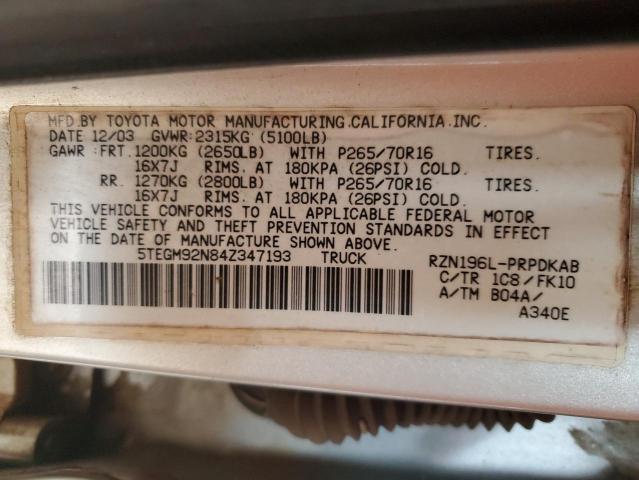 MFD.BY TOYOTA MOTOR MANUFACTURING.CALIFORNIA.INC.
DATE 12/03 GVWR:2315KG (5100LB)
GAWR:FRT.1200KG (2650LB) WITH P265/70R16 TIRES.
16X7J RIMS. AT 180KPA (26PSI) COLD.
RR. 1270KG (2800LB) WITH P265/70R16 TIRES.
16X7J RIMS. AT 180KPA (26PSI) COLD.
THIS VEHICLE CONFORMS TO ALL APPLICABLE FEDERAL MOTOR
VEHICLE SAFETY AND THEFT PREVENTION STANDARDS IN EFFECT
ON THE DATE OF MANUFACTURE SHOWN ABOVE.
5TEGM92N84Z347193 TRUCK RZN196L-PRPDKAB
C/TR 1C8/FK10
A/TM B04A/
A340E